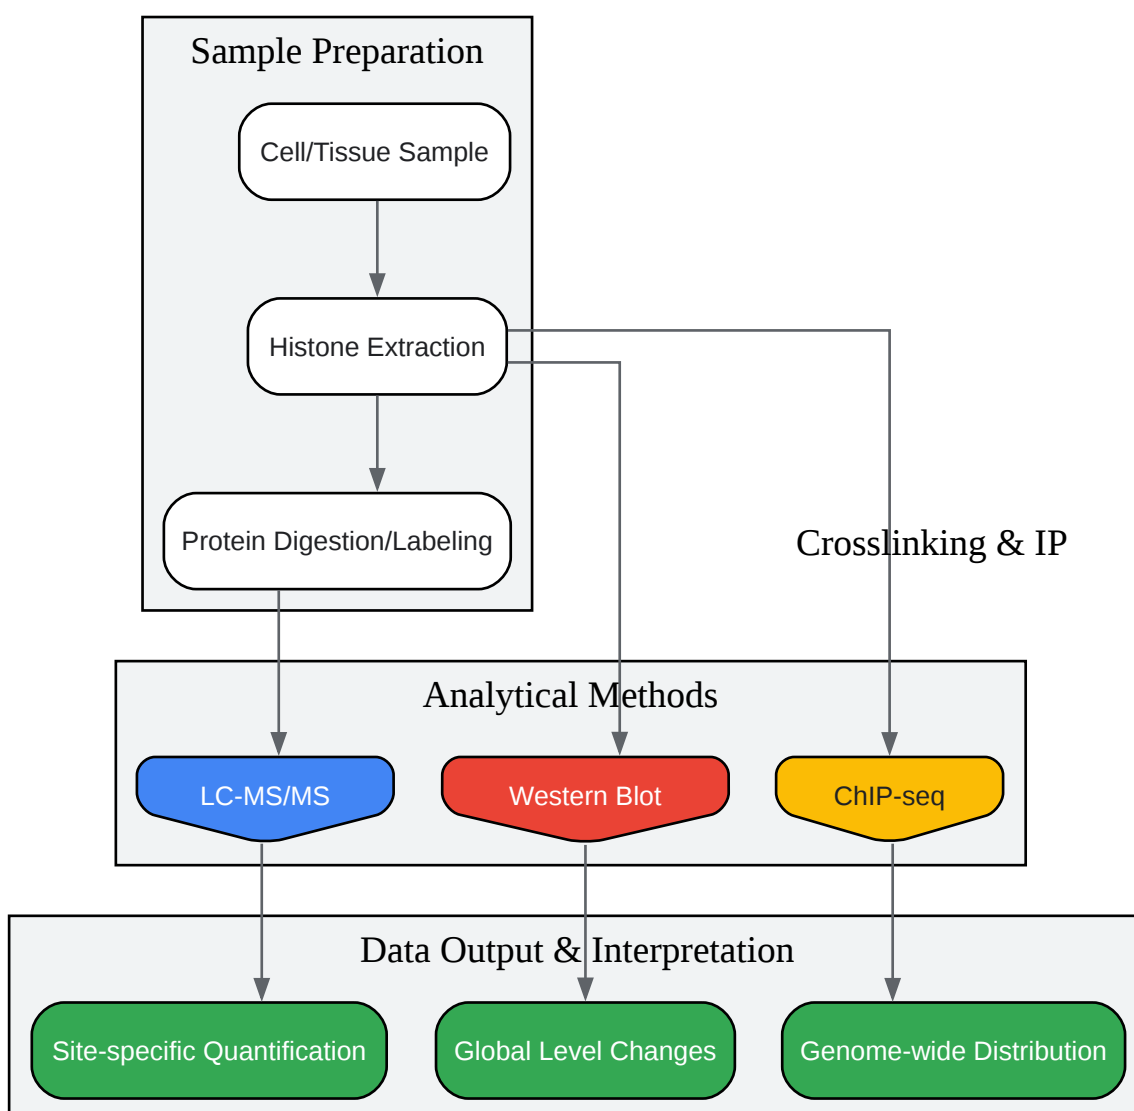 Sample Preparation
Cell/Tissue Sample
Histone Extraction
Protein Digestion/Labeling
Crosslinking & IP
Analytical Methods
LC-MS/MS
Western Blot
ChIP-seq
Data Output & Interpretation
Site-specific Quantification
Global Level Changes
Genome-wide Distribution